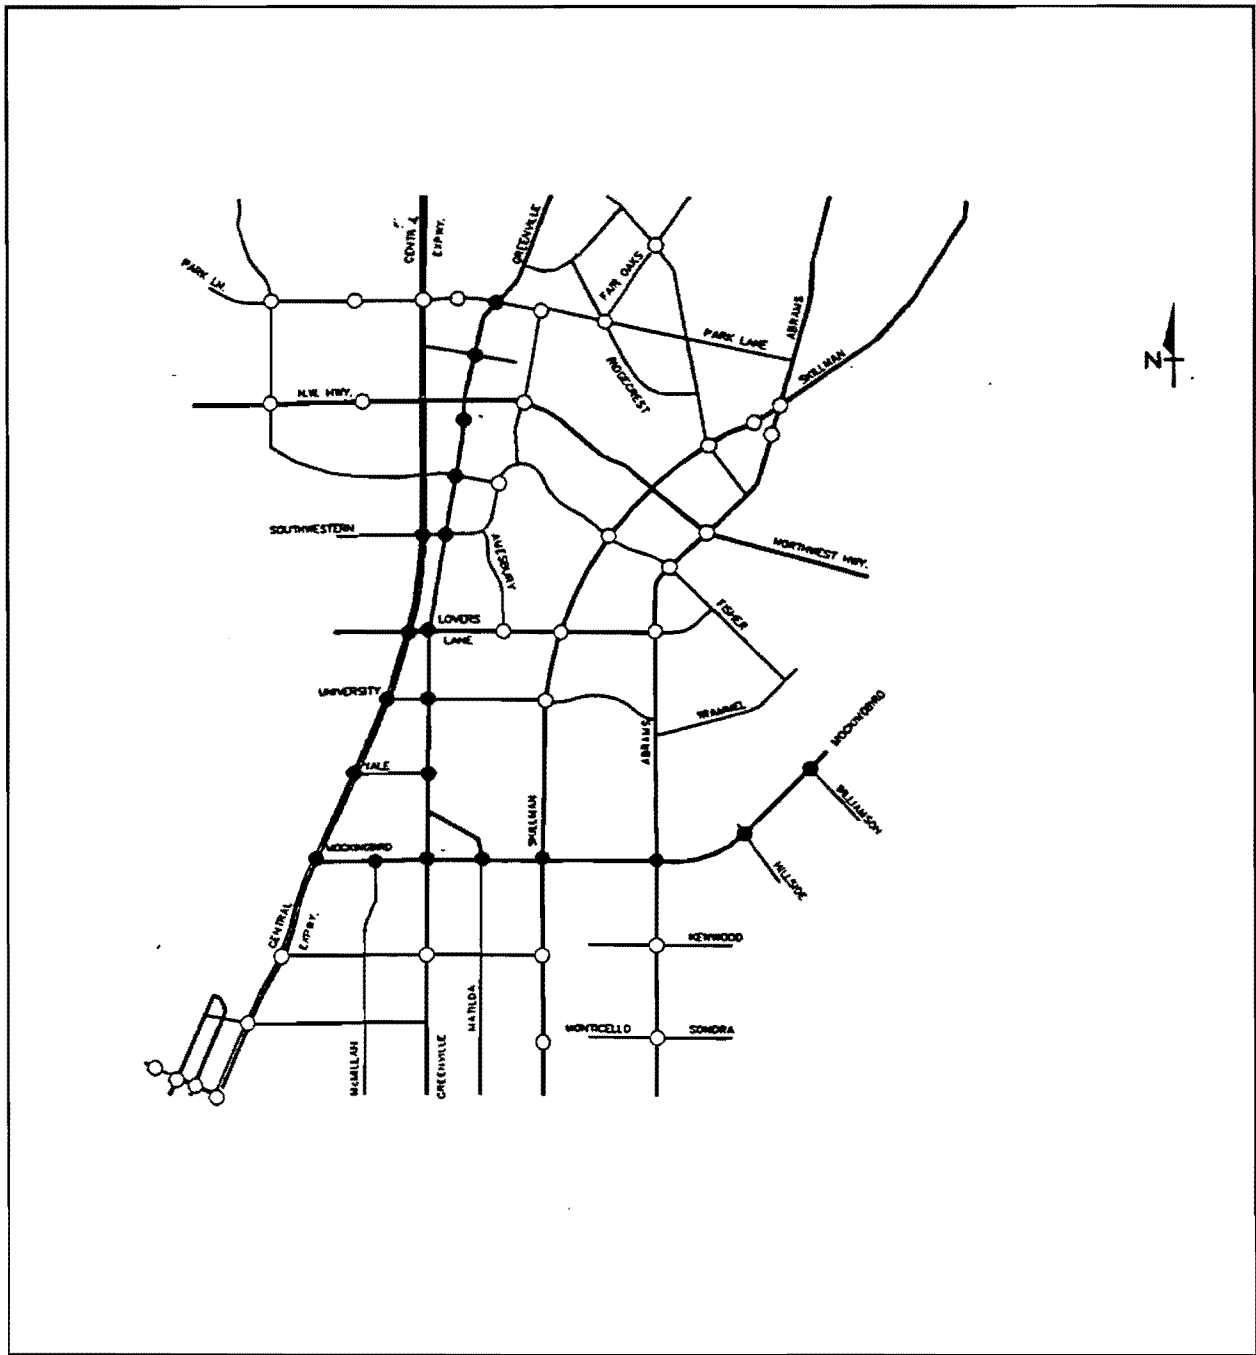 GREENVILLE
EXPWY.
FAIR OAKS
PARK LN.
ABRAMS
PARK LANE
SKILLMAN
RIDGECREST
N.W. HWY.
N
SOUTHWESTERN
AMESBURY
NORTHWEST HWY.
LOVERS
LANE
FISHER
UNIVERSITY
TRAMMEL
MOCKINGBIRD
ABRAMS
YALE
WILLIAMSON
SKILLMAN
MOCKINGBIRD
HILLSIDE
CENTRAL
EXPWY.
KENWOOD
MATILDA
MONTICELLO
SONDRA
McMILLAN
GREENVILLE